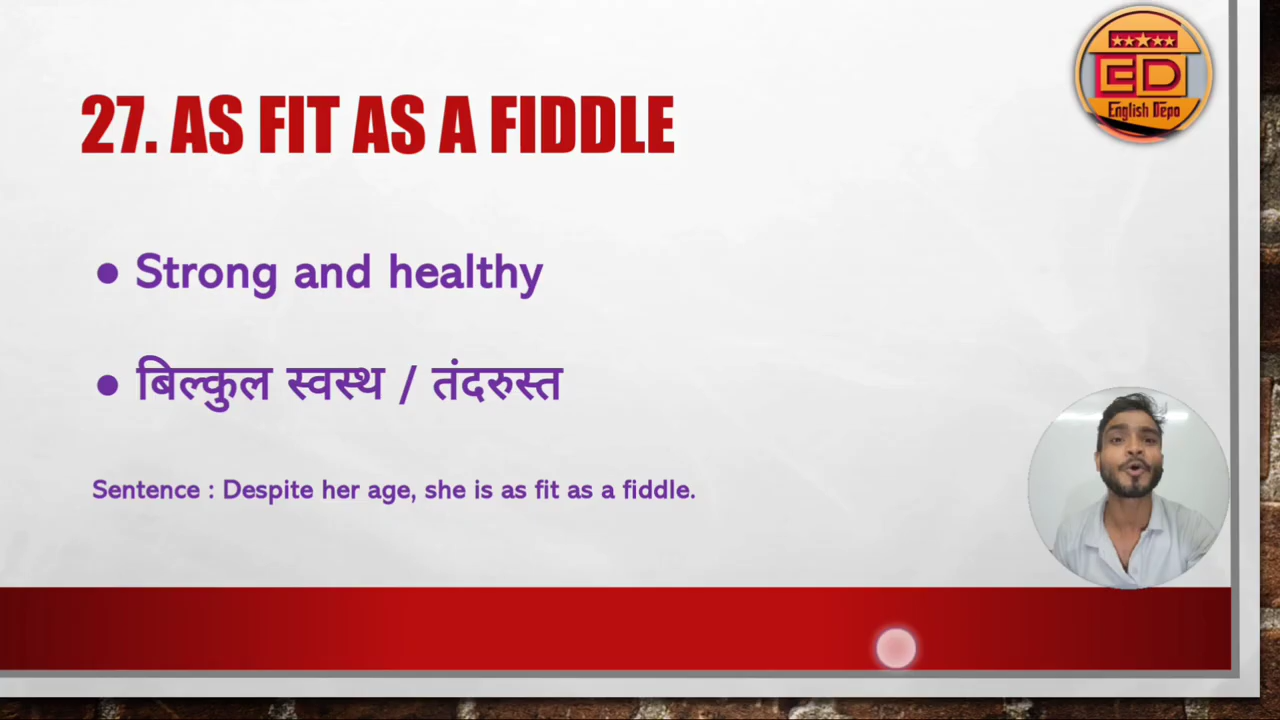 27. AS FIT AS A FIDDLE
ED
English Depo
● Strong and healthy
● बिल्कुल स्वस्थ / तंदरुस्त
Sentence : Despite her age, she is as fit as a fiddle.